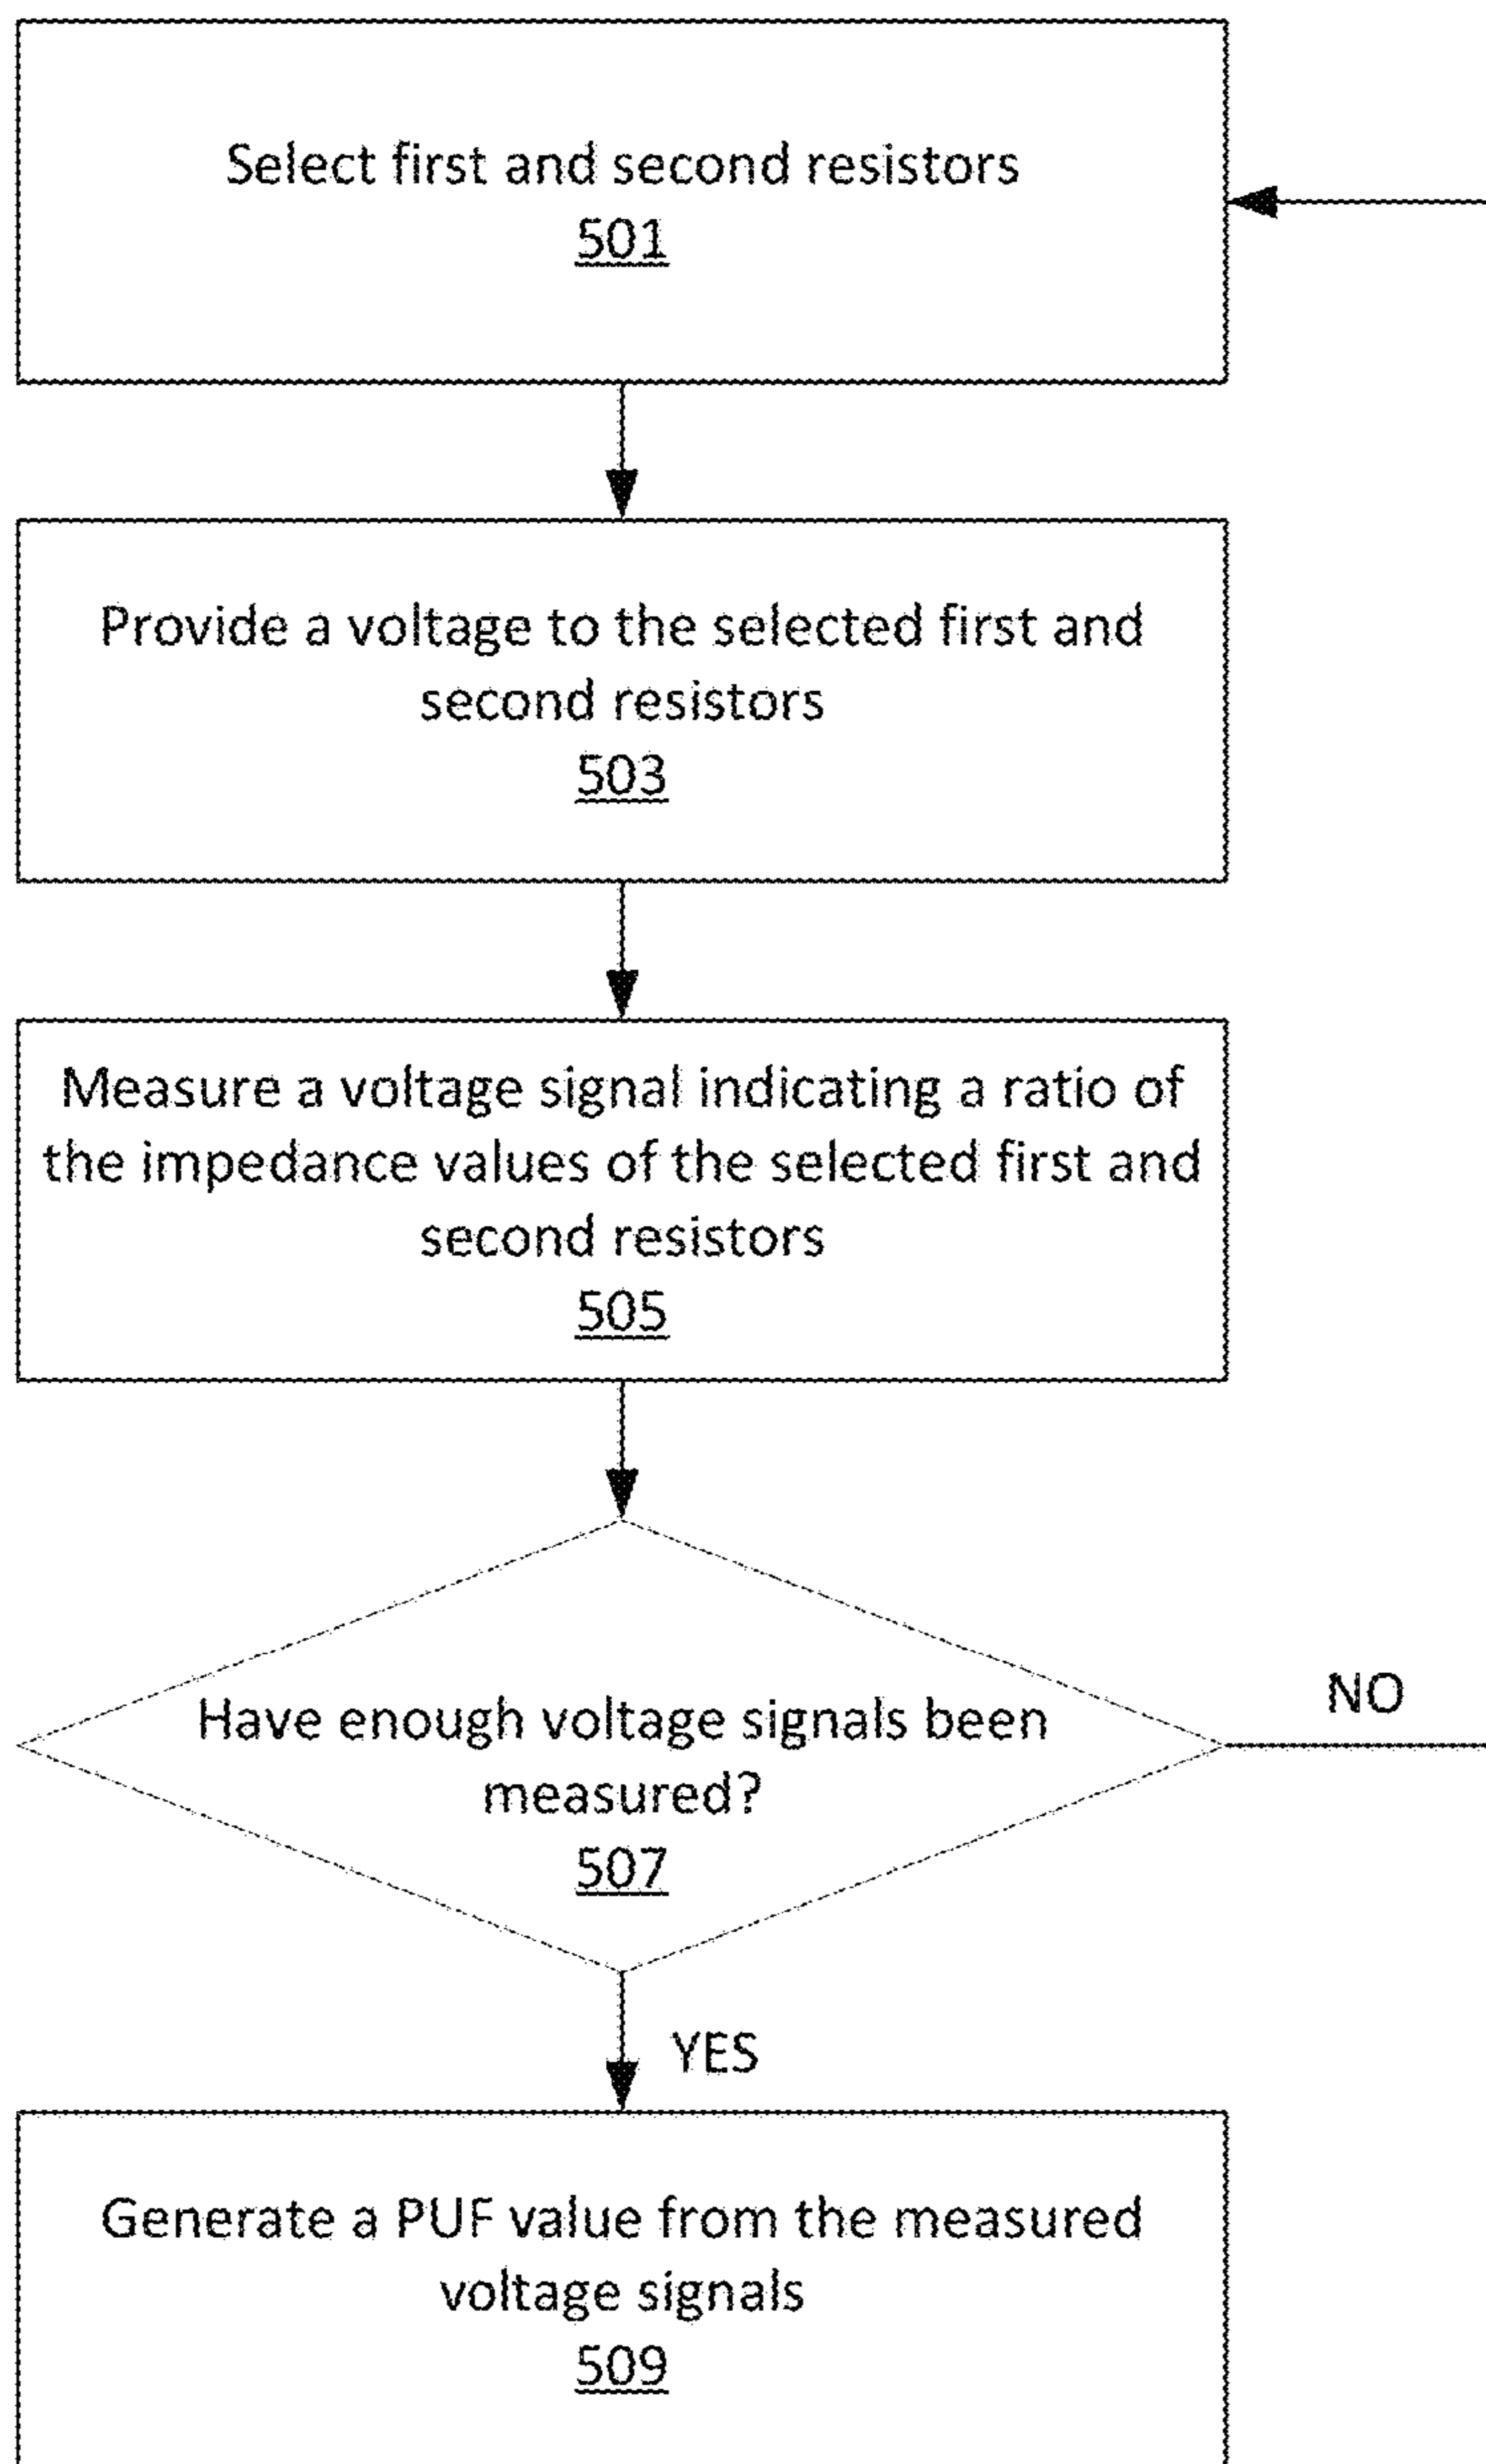 Select first and second resistors
501
Provide a voltage to the selected first and
second resistors
503
Measure a voltage signal indicating a ratio of
the impedance values of the selected first and
second resistors
505
Have enough voltage signals been
measured?
507
NO
YES
Generate a PUF value from the measured
voltage signals
509